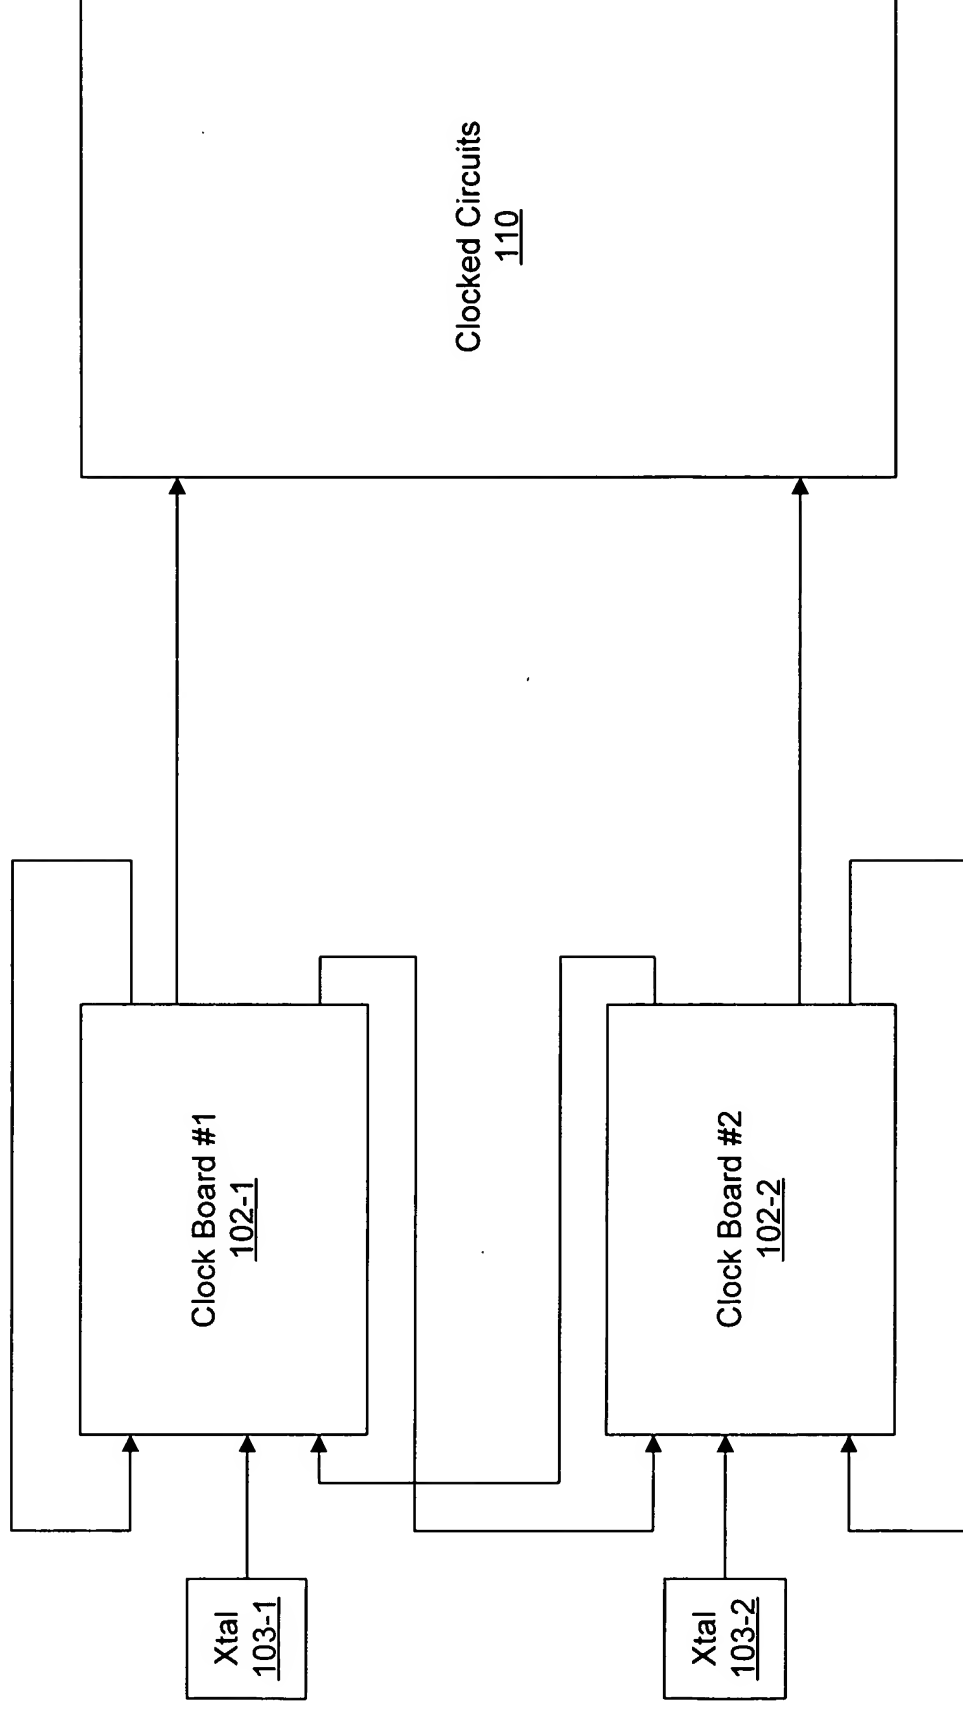 Xtal
103-1
Clock Board #1
102-1
Xtal
103-2
Clock Board #2
102-2
Clocked Circuits
110